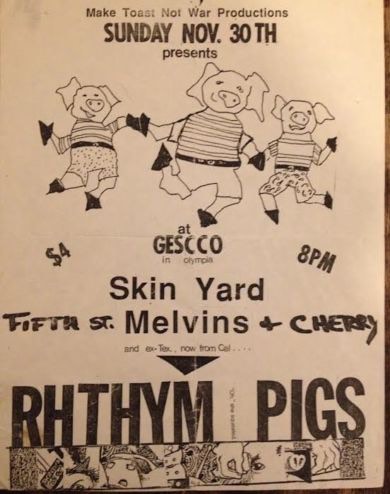 Make Toast Not War Productions
SUNDAY NOV. 30TH
presents
at
GESCCO
in olympia
$4
8PM
Skin Yard
FIFTH ST. Melvins + CHERRY
and ex-Tex., now from Cal ....
RHTHYM PIGS